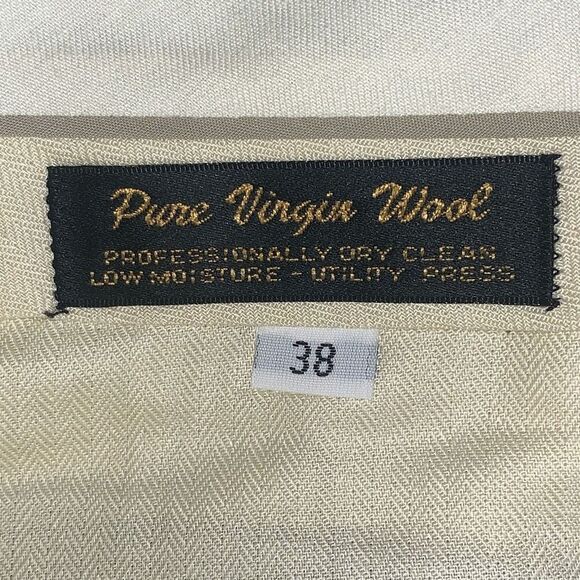 Pure Virgin Wool
PROFESSIONALLY DRY CLEAN
LOW MOISTURE - UTILITY PRESS
38